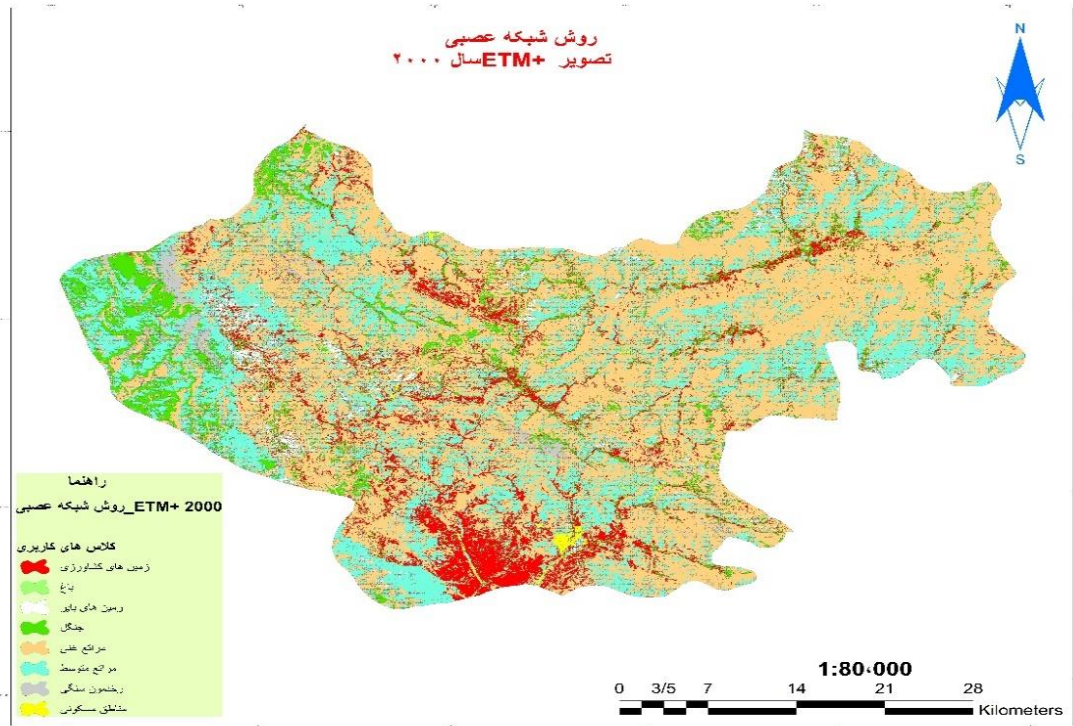 روش شبکه عصبی
تصویر +ETM سال ۲۰۰۰
N
S
راهنما
ETM+ 2000_روش شبکه عصبی
کلاس های کاربری
زمین های کشاورزی
باغ
زمین های بایر
جنگل
مراتع غنی
مراتع متوسط
رخنمون سنگی
مناطق مسکونی
1:80،000
0 3/5 7 14 21 28
Kilometers